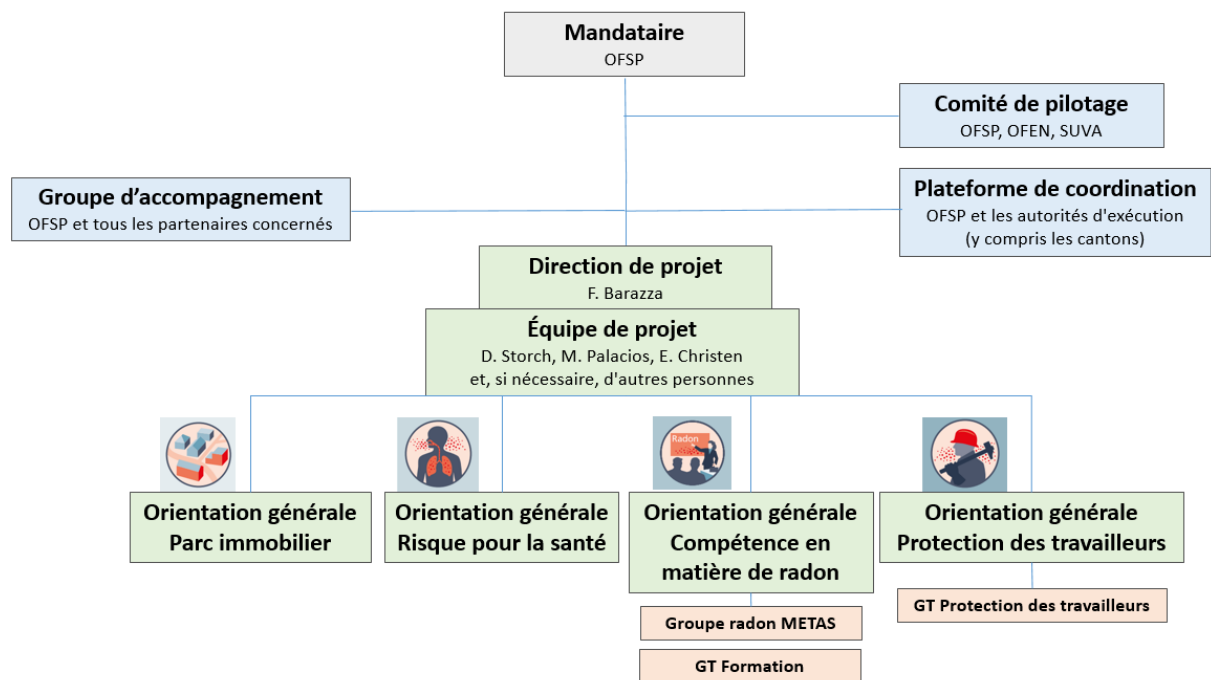 Mandataire
OFSP
Comité de pilotage
OFSP, OFEN, SUVA
Groupe d’accompagnement
OFSP et tous les partenaires concernés
Plateforme de coordination
OFSP et les autorités d'exécution
(y compris les cantons)
Direction de projet
F. Barazza
Équipe de projet
D. Storch, M. Palacios, E. Christen
et, si nécessaire, d'autres personnes
Radon
Orientation générale
Parc immobilier
Orientation générale
Risque pour la santé
Orientation générale
Compétence en
matière de radon
Orientation générale
Protection des travailleurs
Groupe radon METAS
GT Formation
GT Protection des travailleurs